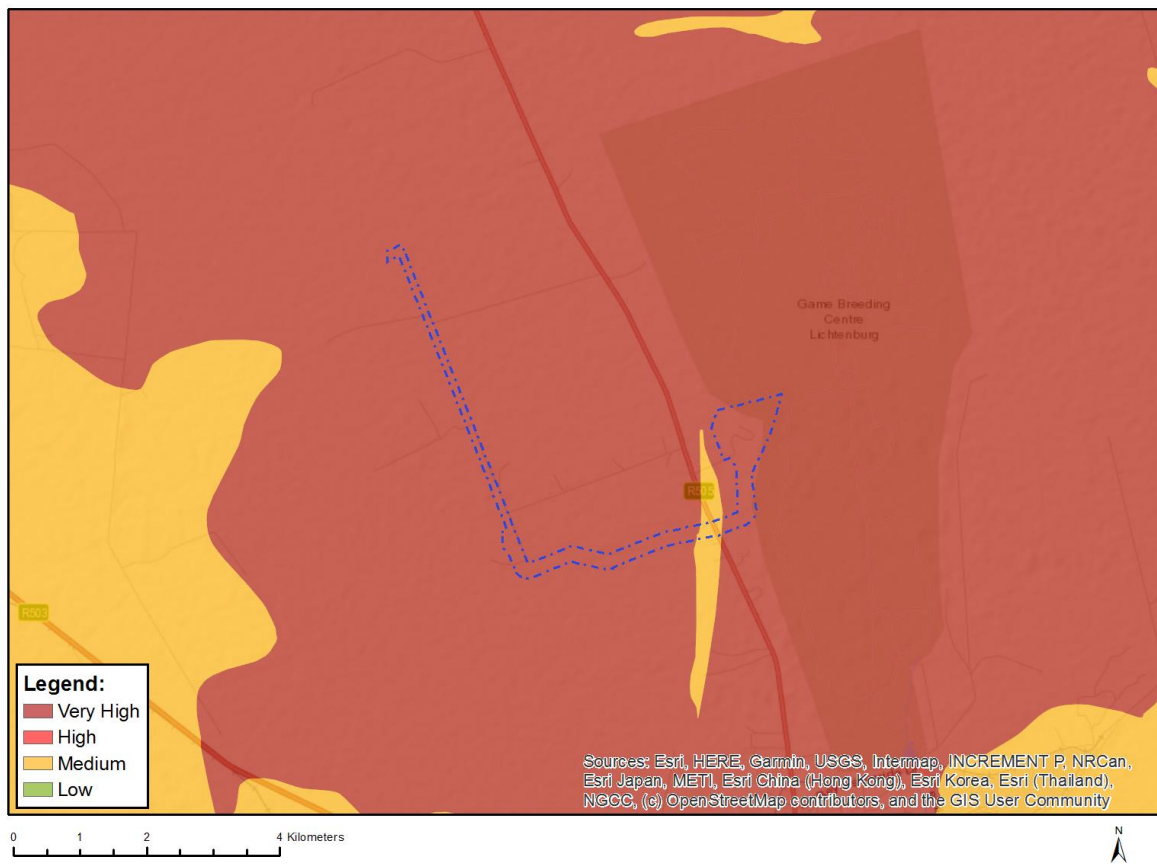 Game Breeding
Centre
Lichtenburg
R505
R503
Legend:
Very High
High
Medium
Low
Sources: Esri, HERE, Garmin, USGS, Intermap, INCREMENT P, NRCan,
Esri Japan, METI, Esri China (Hong Kong), Esri Korea, Esri (Thailand),
NGCC, (c) OpenStreetMap contributors, and the GIS User Community
0 1 2 4 Kilometers
N